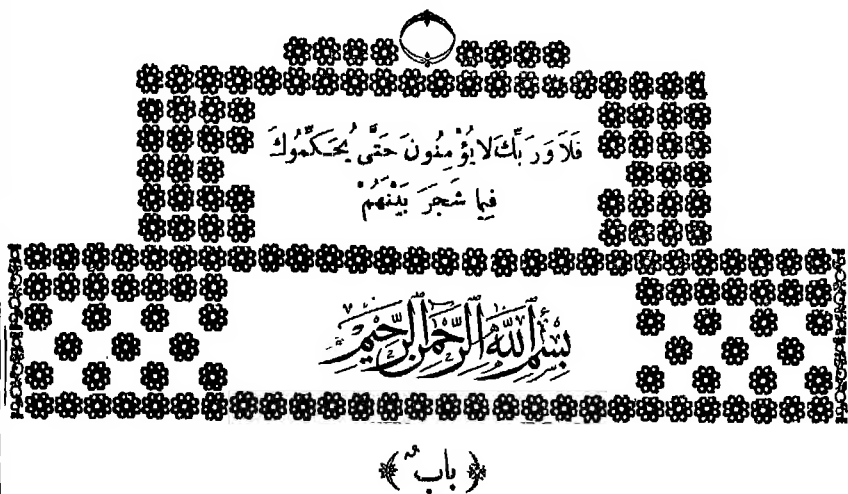 فَلَا وَرَبِّكَ لَا يُؤْمِنُونَ حَتَّى يُحَكِّمُوكَ
فِيمَا شَجَرَ بَيْنَهُمْ
بِسْمِ اللَّهِ الرَّحْمَنِ الرَّحِيمِ
﴿ بابٌ ﴾